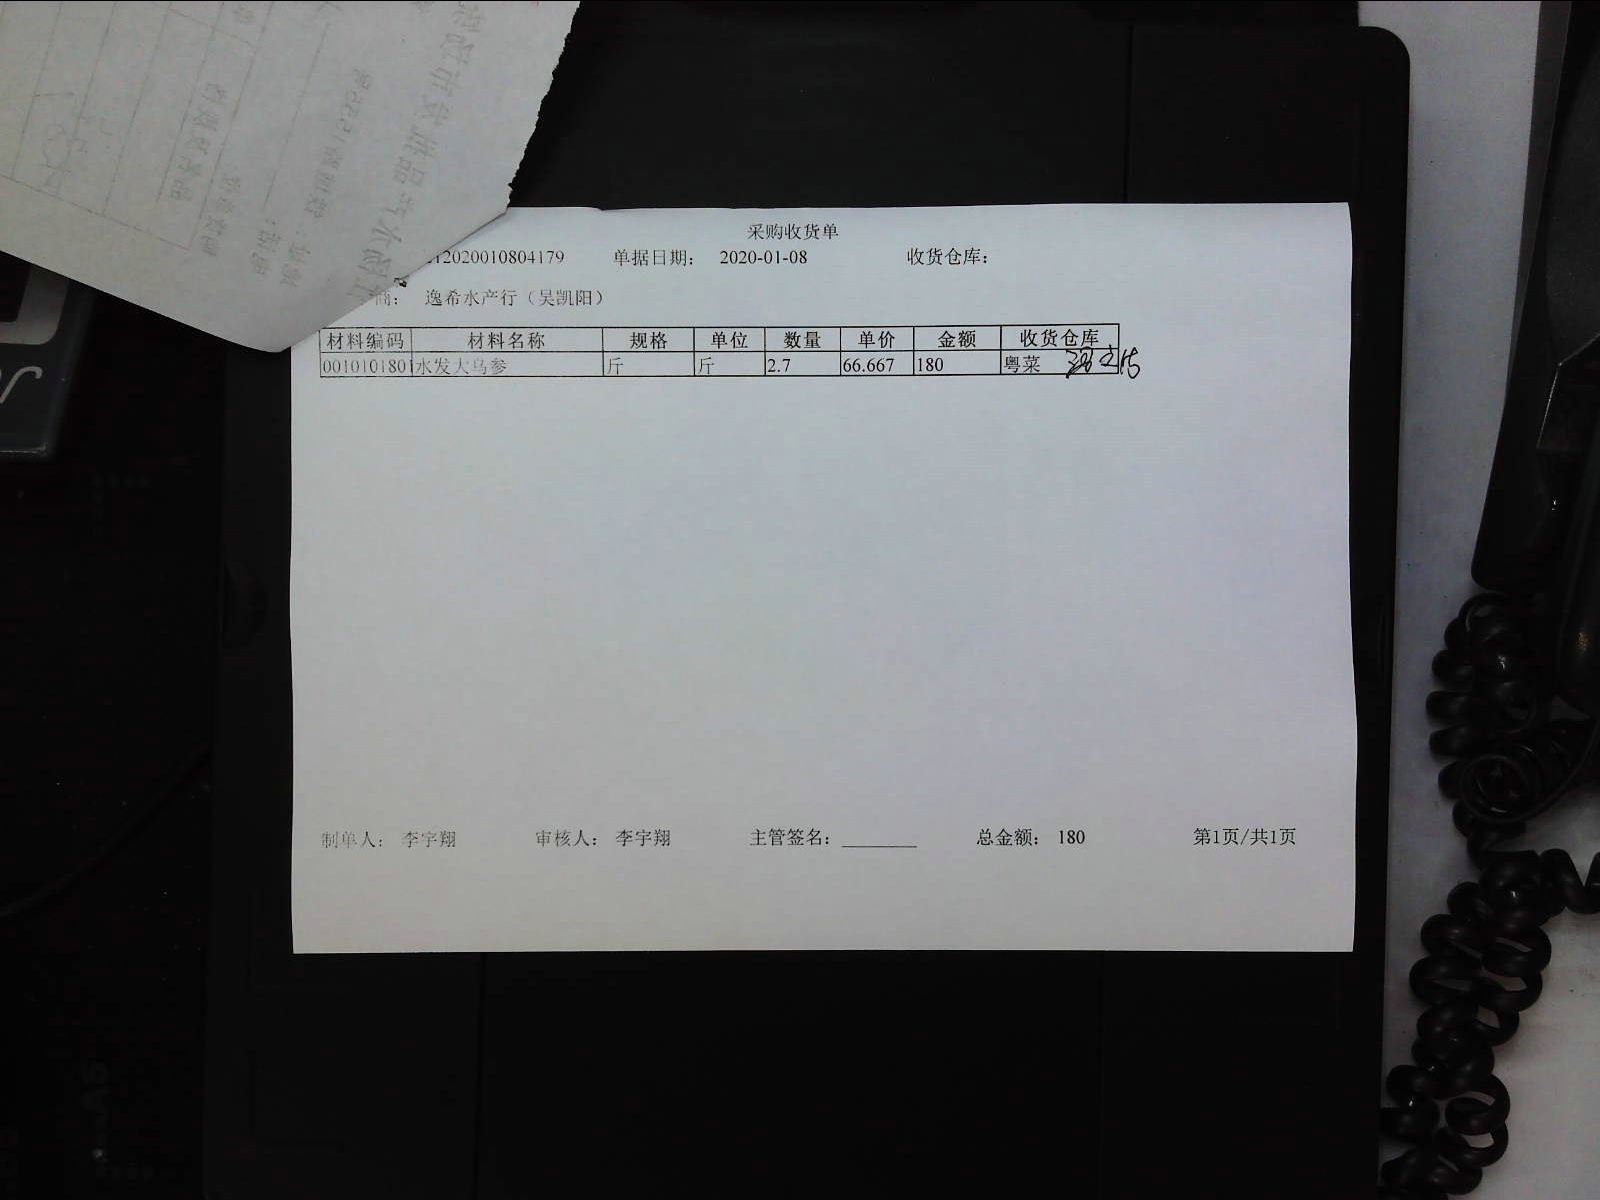 采购收货单
2020010804179 单据日期: 2020-01-08 收货仓库:
商: 逸希水产行（吴凯阳）
材料编码 材料名称 规格 单位 数量 单价 金额 收货仓库
0010101801 水发大乌参 斤 斤 2.7 66.667 180 粤菜
制单人: 李宇翔 审核人: 李宇翔 主管签名: 总金额: 180 第1页/共1页